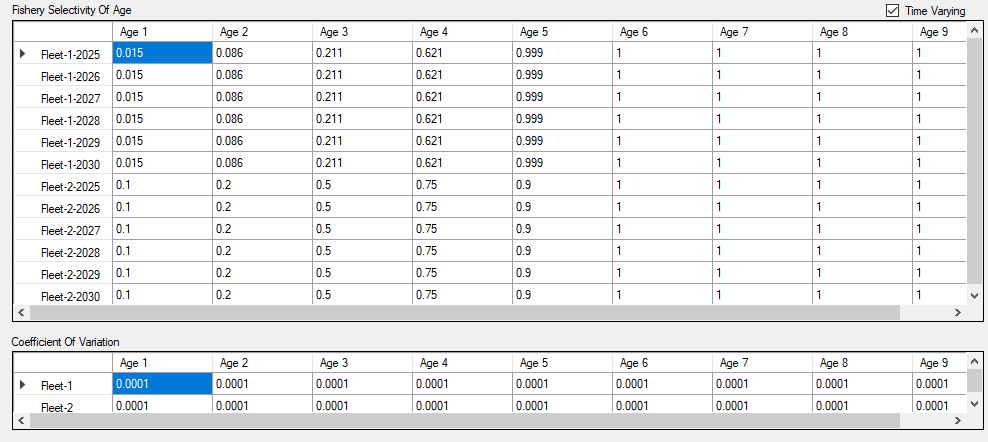 Fishery Selectivity Of Age Time Varying
Age 1 Age 2 Age 3 Age 4 Age 5 Age 6 Age 7 Age 8 Age 9
Fleet-1-2025 0.015 0.086 0.211 0.621 0.999 1 1 1 1
Fleet-1-2026 0.015 0.086 0.211 0.621 0.999 1 1 1 1
Fleet-1-2027 0.015 0.086 0.211 0.621 0.999 1 1 1 1
Fleet-1-2028 0.015 0.086 0.211 0.621 0.999 1 1 1 1
Fleet-1-2029 0.015 0.086 0.211 0.621 0.999 1 1 1 1
Fleet-1-2030 0.015 0.086 0.211 0.621 0.999 1 1 1 1
Fleet-2-2025 0.1 0.2 0.5 0.75 0.9 1 1 1 1
Fleet-2-2026 0.1 0.2 0.5 0.75 0.9 1 1 1 1
Fleet-2-2027 0.1 0.2 0.5 0.75 0.9 1 1 1 1
Fleet-2-2028 0.1 0.2 0.5 0.75 0.9 1 1 1 1
Fleet-2-2029 0.1 0.2 0.5 0.75 0.9 1 1 1 1
Fleet-2-2030 0.1 0.2 0.5 0.75 0.9 1 1 1 1
Coefficient Of Variation
Age 1 Age 2 Age 3 Age 4 Age 5 Age 6 Age 7 Age 8 Age 9
Fleet-1 0.0001 0.0001 0.0001 0.0001 0.0001 0.0001 0.0001 0.0001 0.0001
Fleet-2 0.0001 0.0001 0.0001 0.0001 0.0001 0.0001 0.0001 0.0001 0.0001